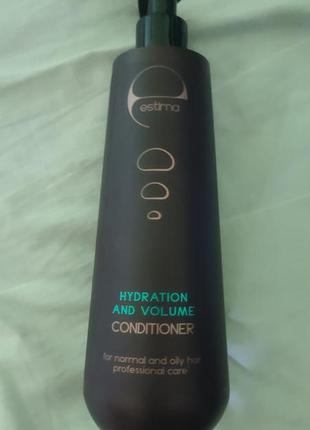 estima
HYDRATION
AND VOLUME
CONDITIONER
for normal and oily hair
professional care